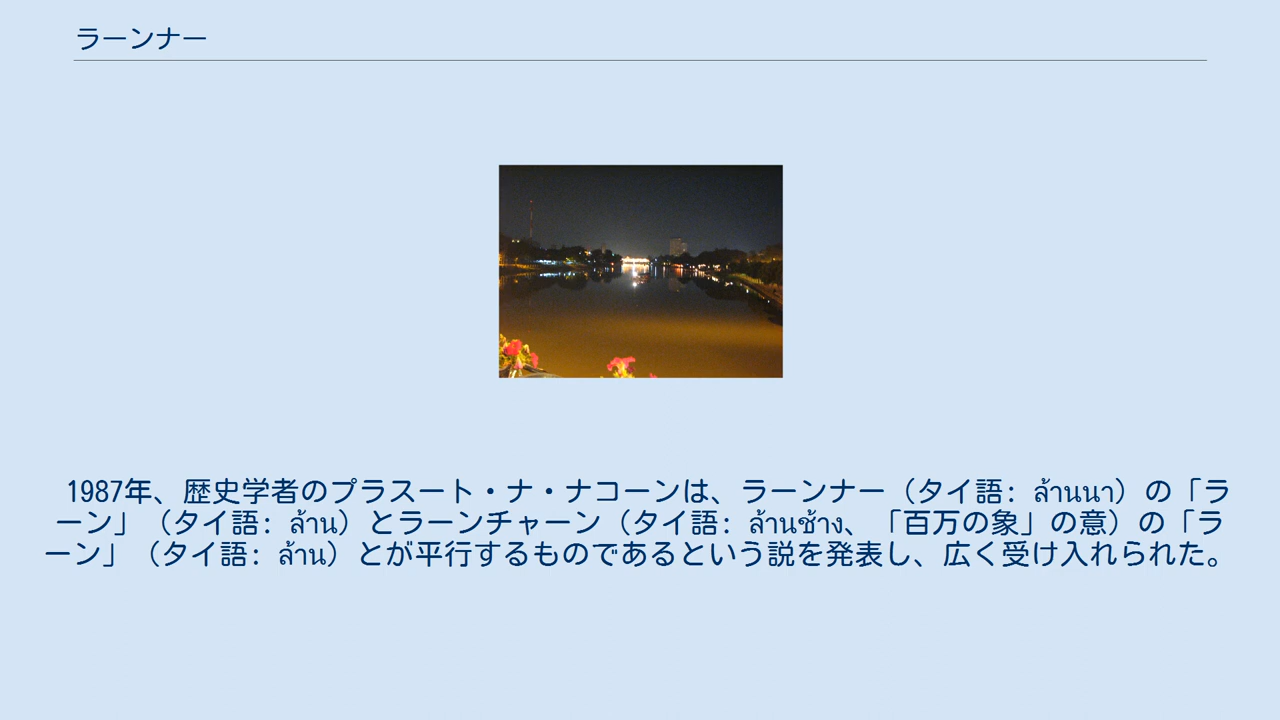 ラーンナー
1987年、歴史学者のプラスート・ナ・ナコーンは、ラーンナー（タイ語: ล้านนา）の「ラ
ーン」（タイ語: ล้าน）とラーンチャーン（タイ語: ล้านช้าง、「百万の象」の意）の「ラ
ーン」（タイ語: ล้าน）とが平行するものであるという説を発表し、広く受け入れられた。